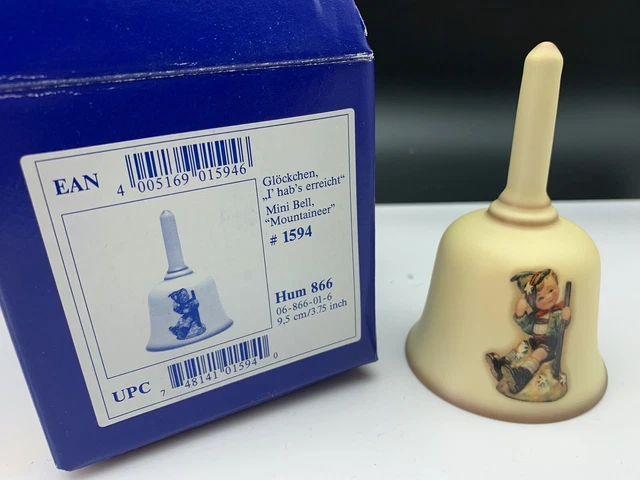 EAN
4 005169 015946
Glöckchen,
„I' hab's erreicht“
Mini Bell,
“Mountaineer”
# 1594
Hum 866
06-866-01-6
9,5 cm/3.75 inch
UPC
7 48141 01594 0